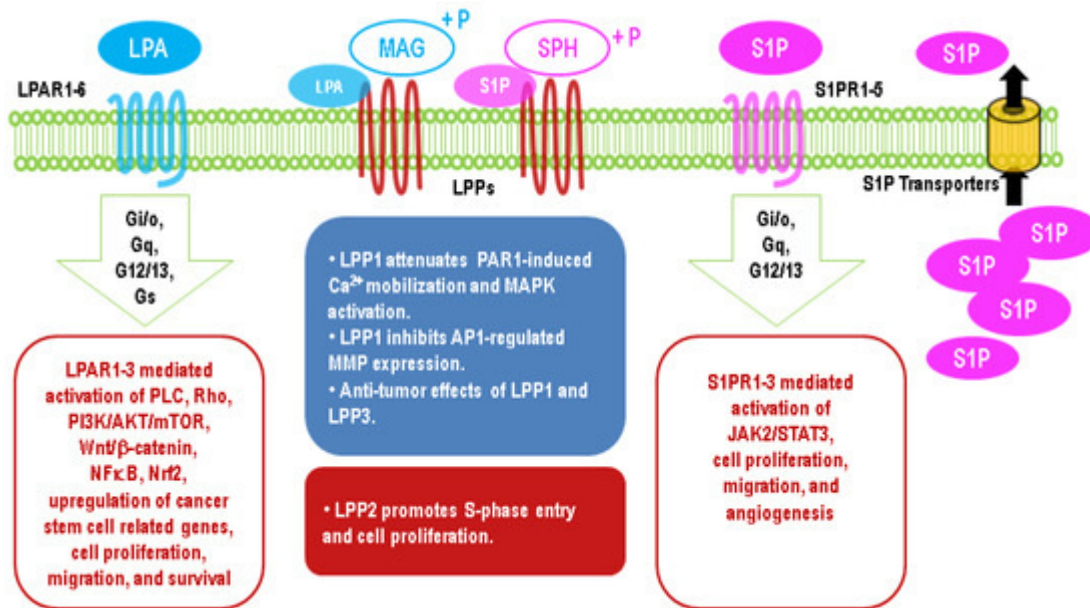 LPA
MAG
+ P
SPH
+ P
S1P
S1P
LPAR1-6
LPA
S1P
S1PR1-5
LPPs
S1P Transporters
Gi/o,
Gq,
G12/13,
Gs
Gi/o,
Gq,
G12/13
S1P
S1P
S1P
S1P
• LPP1 attenuates PAR1-induced
Ca²⁺ mobilization and MAPK
activation.
• LPP1 inhibits AP1-regulated
MMP expression.
• Anti-tumor effects of LPP1 and
LPP3.
LPAR1-3 mediated
activation of PLC, Rho,
PI3K/AKT/mTOR,
Wnt/β-catenin,
NFκB, Nrf2,
upregulation of cancer
stem cell related genes,
cell proliferation,
migration, and survival
• LPP2 promotes S-phase entry
and cell proliferation.
S1PR1-3 mediated
activation of
JAK2/STAT3,
cell proliferation,
migration, and
angiogenesis